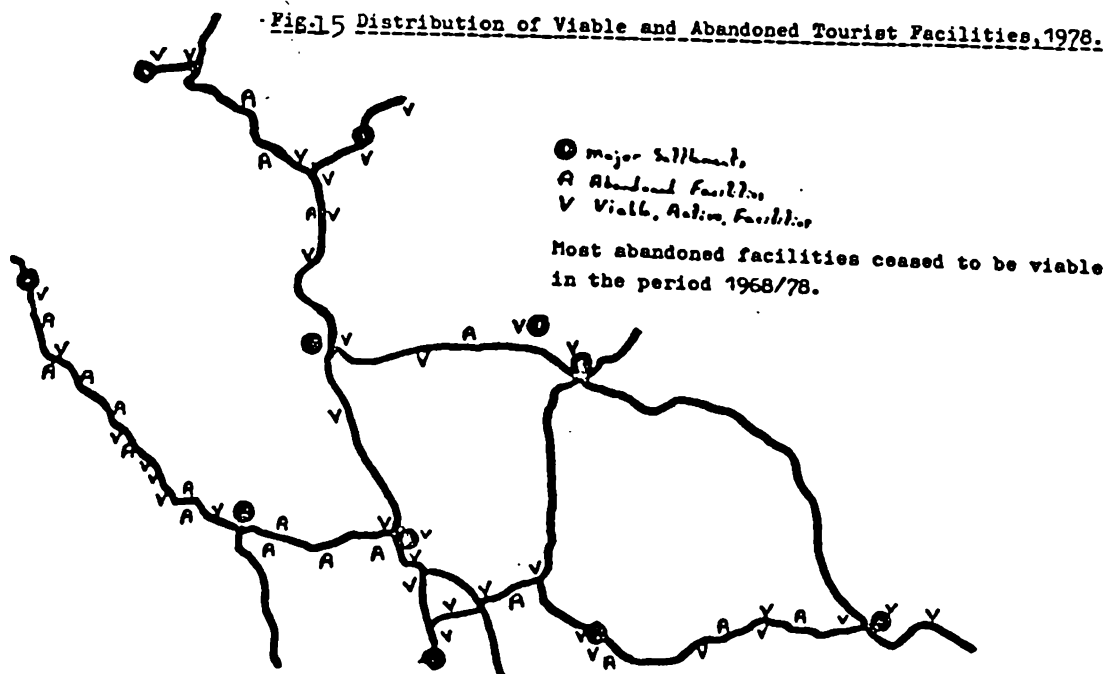 Fig.15 Distribution of Viable and Abandoned Tourist Facilities,1978.
Major Settlements
A Abandoned Facilities
V Viable, Active, Facilities
Most abandoned facilities ceased to be viable
in the period 1968/78.
V V
A
V
A V V V
A V
V
V
A
V V V A V
A V V
A
A V
V
A
V
V
A
A V A A V A V V
A A A V
V
V V A V V V V
V V A A
V
V A